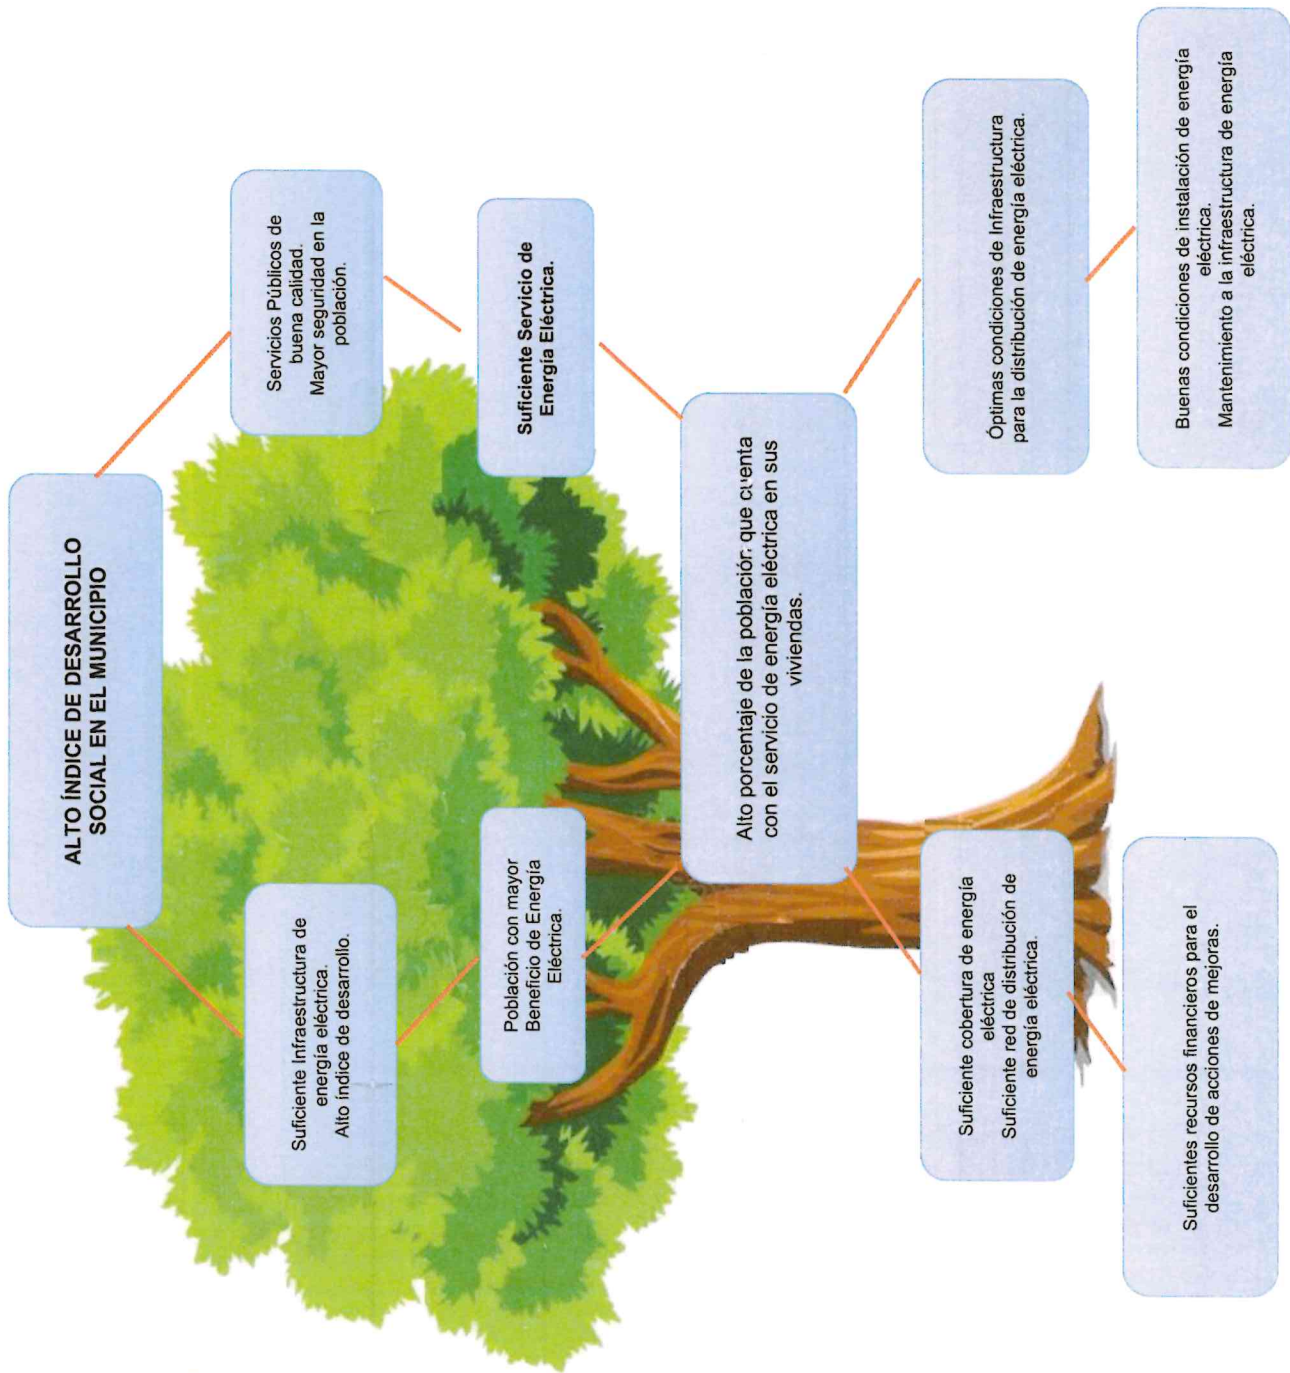 ALTO ÍNDICE DE DESARROLLO
SOCIAL EN EL MUNICIPIO
Suficiente Infraestructura de
energía eléctrica.
Alto índice de desarrollo.
Servicios Públicos de
buena calidad.
Mayor seguridad en la
población.
Población con mayor
Beneficio de Energía
Eléctrica.
Suficiente Servicio de
Energía Eléctrica.
Alto porcentaje de la población que cuenta
con el servicio de energía eléctrica en sus
viviendas.
Suficiente cobertura de energía
eléctrica
Suficiente red de distribución de
energía eléctrica.
Óptimas condiciones de Infraestructura
para la distribución de energía eléctrica.
Suficientes recursos financieros para el
desarrollo de acciones de mejoras.
Buenas condiciones de instalación de energía
eléctrica.
Mantenimiento a la infraestructura de energía
eléctrica.